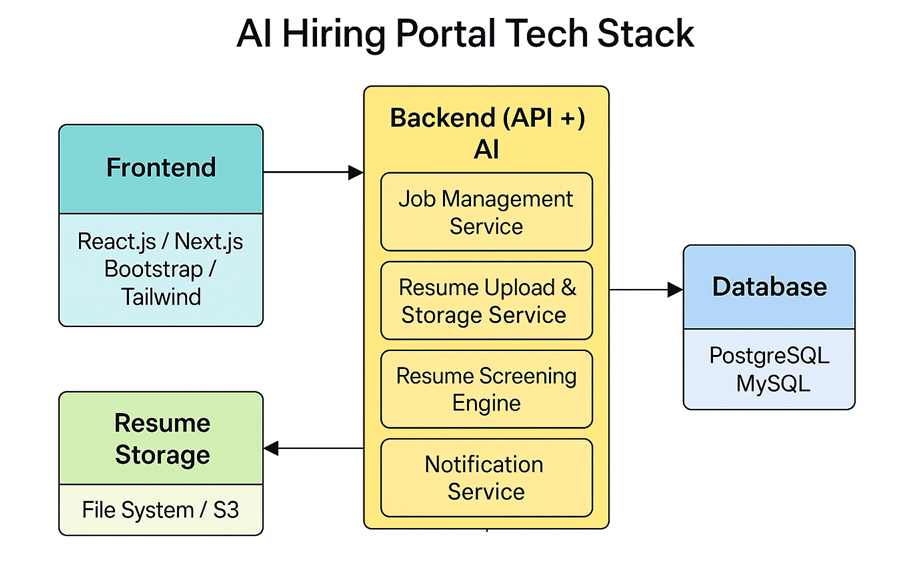 AI Hiring Portal Tech Stack
Frontend
React.js / Next.js
Bootstrap /
Tailwind
Resume
Storage
File System / S3
Backend (API +)
AI
Job Management
Service
Resume Upload &
Storage Service
Resume Screening
Engine
Notification
Service
Database
PostgreSQL
MySQL